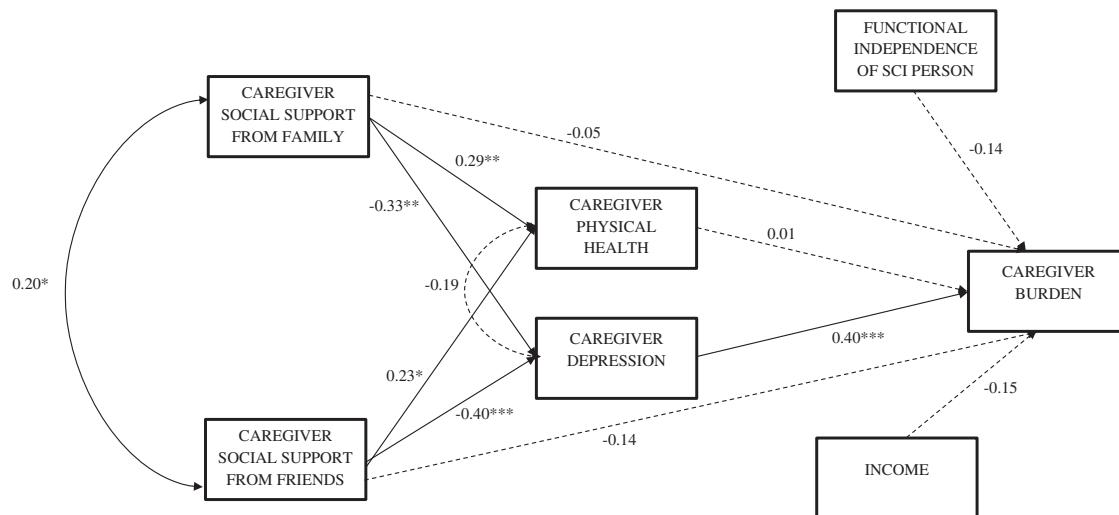 FUNCTIONAL
INDEPENDENCE
OF SCI PERSON
CAREGIVER
SOCIAL SUPPORT
FROM FAMILY
-0.05
-0.14
0.29**
-0.33**
CAREGIVER
PHYSICAL
HEALTH
0.01
0.20*
-0.19
CAREGIVER
BURDEN
CAREGIVER
DEPRESSION
0.40***
0.23*
-0.40***
-0.15
CAREGIVER
SOCIAL SUPPORT
FROM FRIENDS
-0.14
INCOME